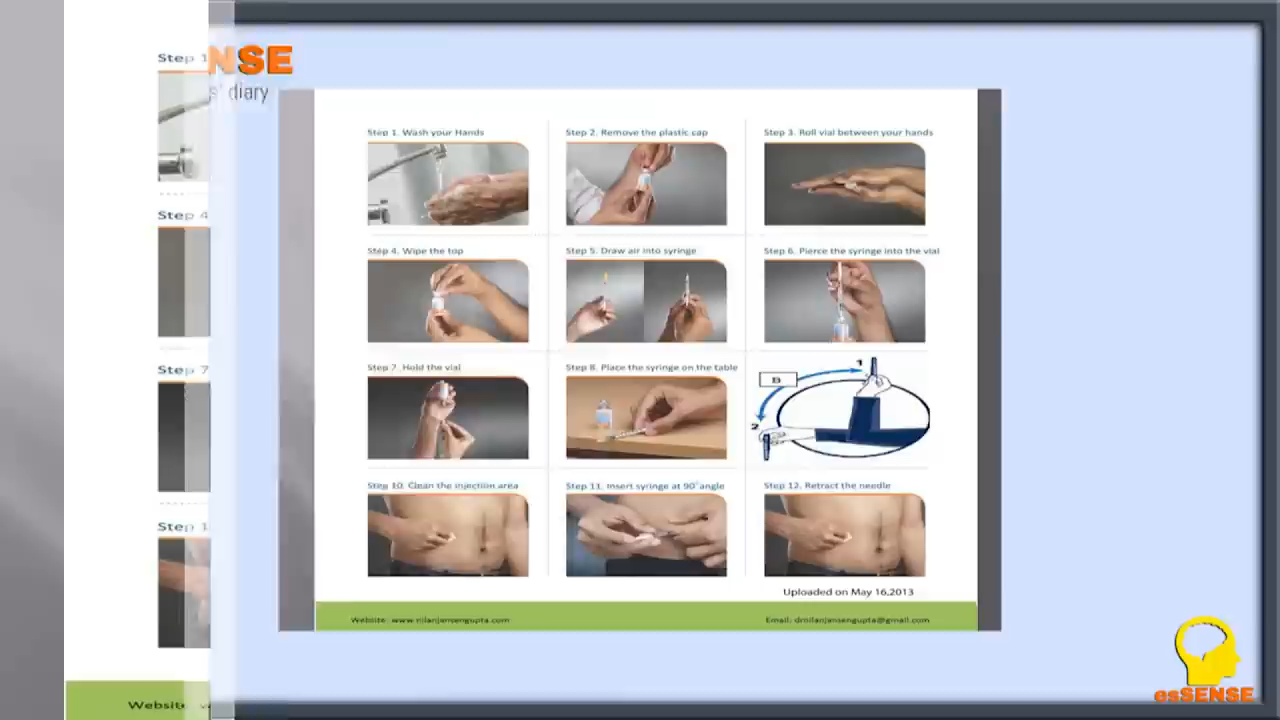 Step 1
NSE
s' diary
Step 1. Wash your Hands
Step 2. Remove the plastic cap
Step 3. Roll vial between your hands
Step 4
Step 4. Wipe the top
Step 5. Draw air into syringe
Step 6. Pierce the syringe into the vial
Step 7
Step 7. Hold the vial
Step 8. Place the syringe on the table
B
1
2
Step 1
Step 10. Clean the injection area
Step 11. Insert syringe at 90°angle
Step 12. Retract the needle
Uploaded on May 16,2013
Website: www.nilanjansengupta.com
Email: drnilanjansengupta@gmail.com
Website
esSENSE